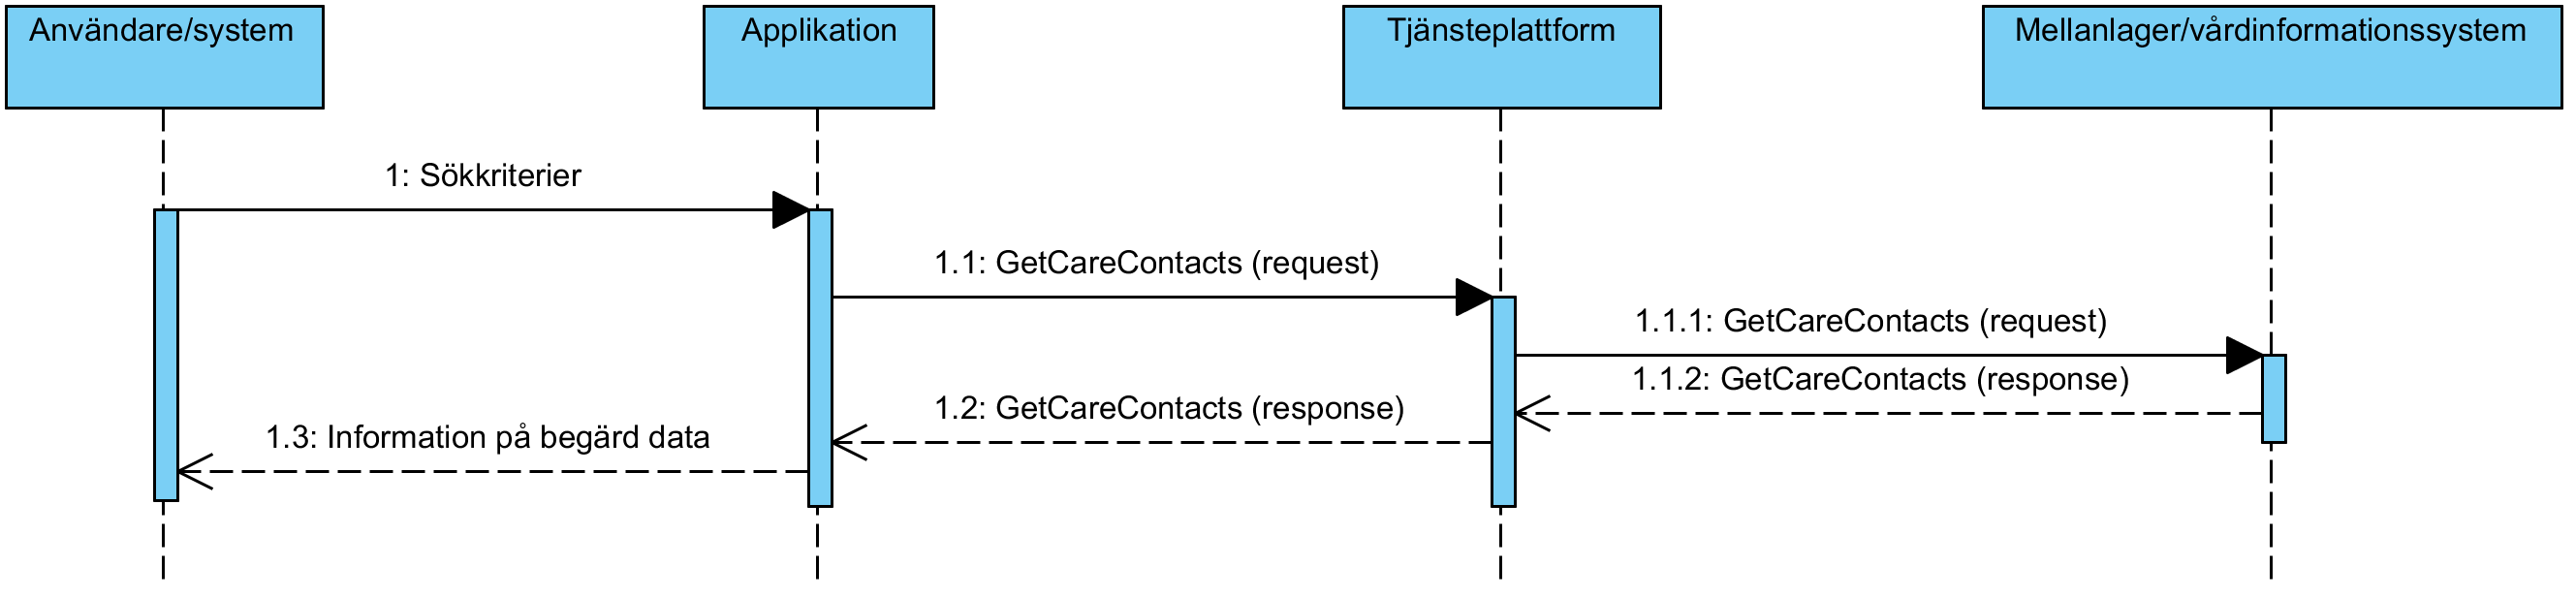 Användare/system
Applikation
Tjänsteplattform
Mellanlager/vårdinformationssystem
1: Sökkriterier
1.1: GetCareContacts (request)
1.1.1: GetCareContacts (request)
1.1.2: GetCareContacts (response)
1.2: GetCareContacts (response)
1.3: Information på begärd data